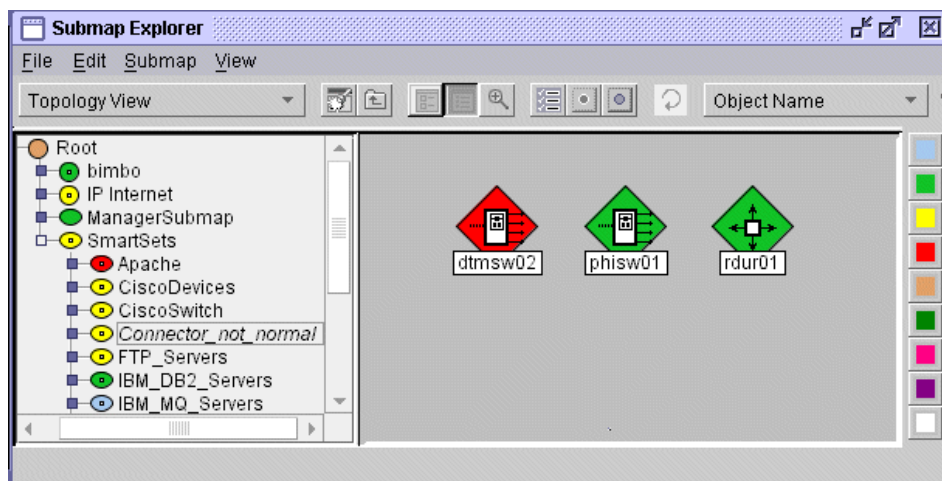 Submap Explorer
File Edit Submap View
Topology View
Object Name
Root
bimbo
IP Internet
ManagerSubmap
SmartSets
Apache
CiscoDevices
CiscoSwitch
Connector_not_normal
FTP_Servers
IBM_DB2_Servers
IBM_MQ_Servers
dtmsw02 phisw01 rdur01